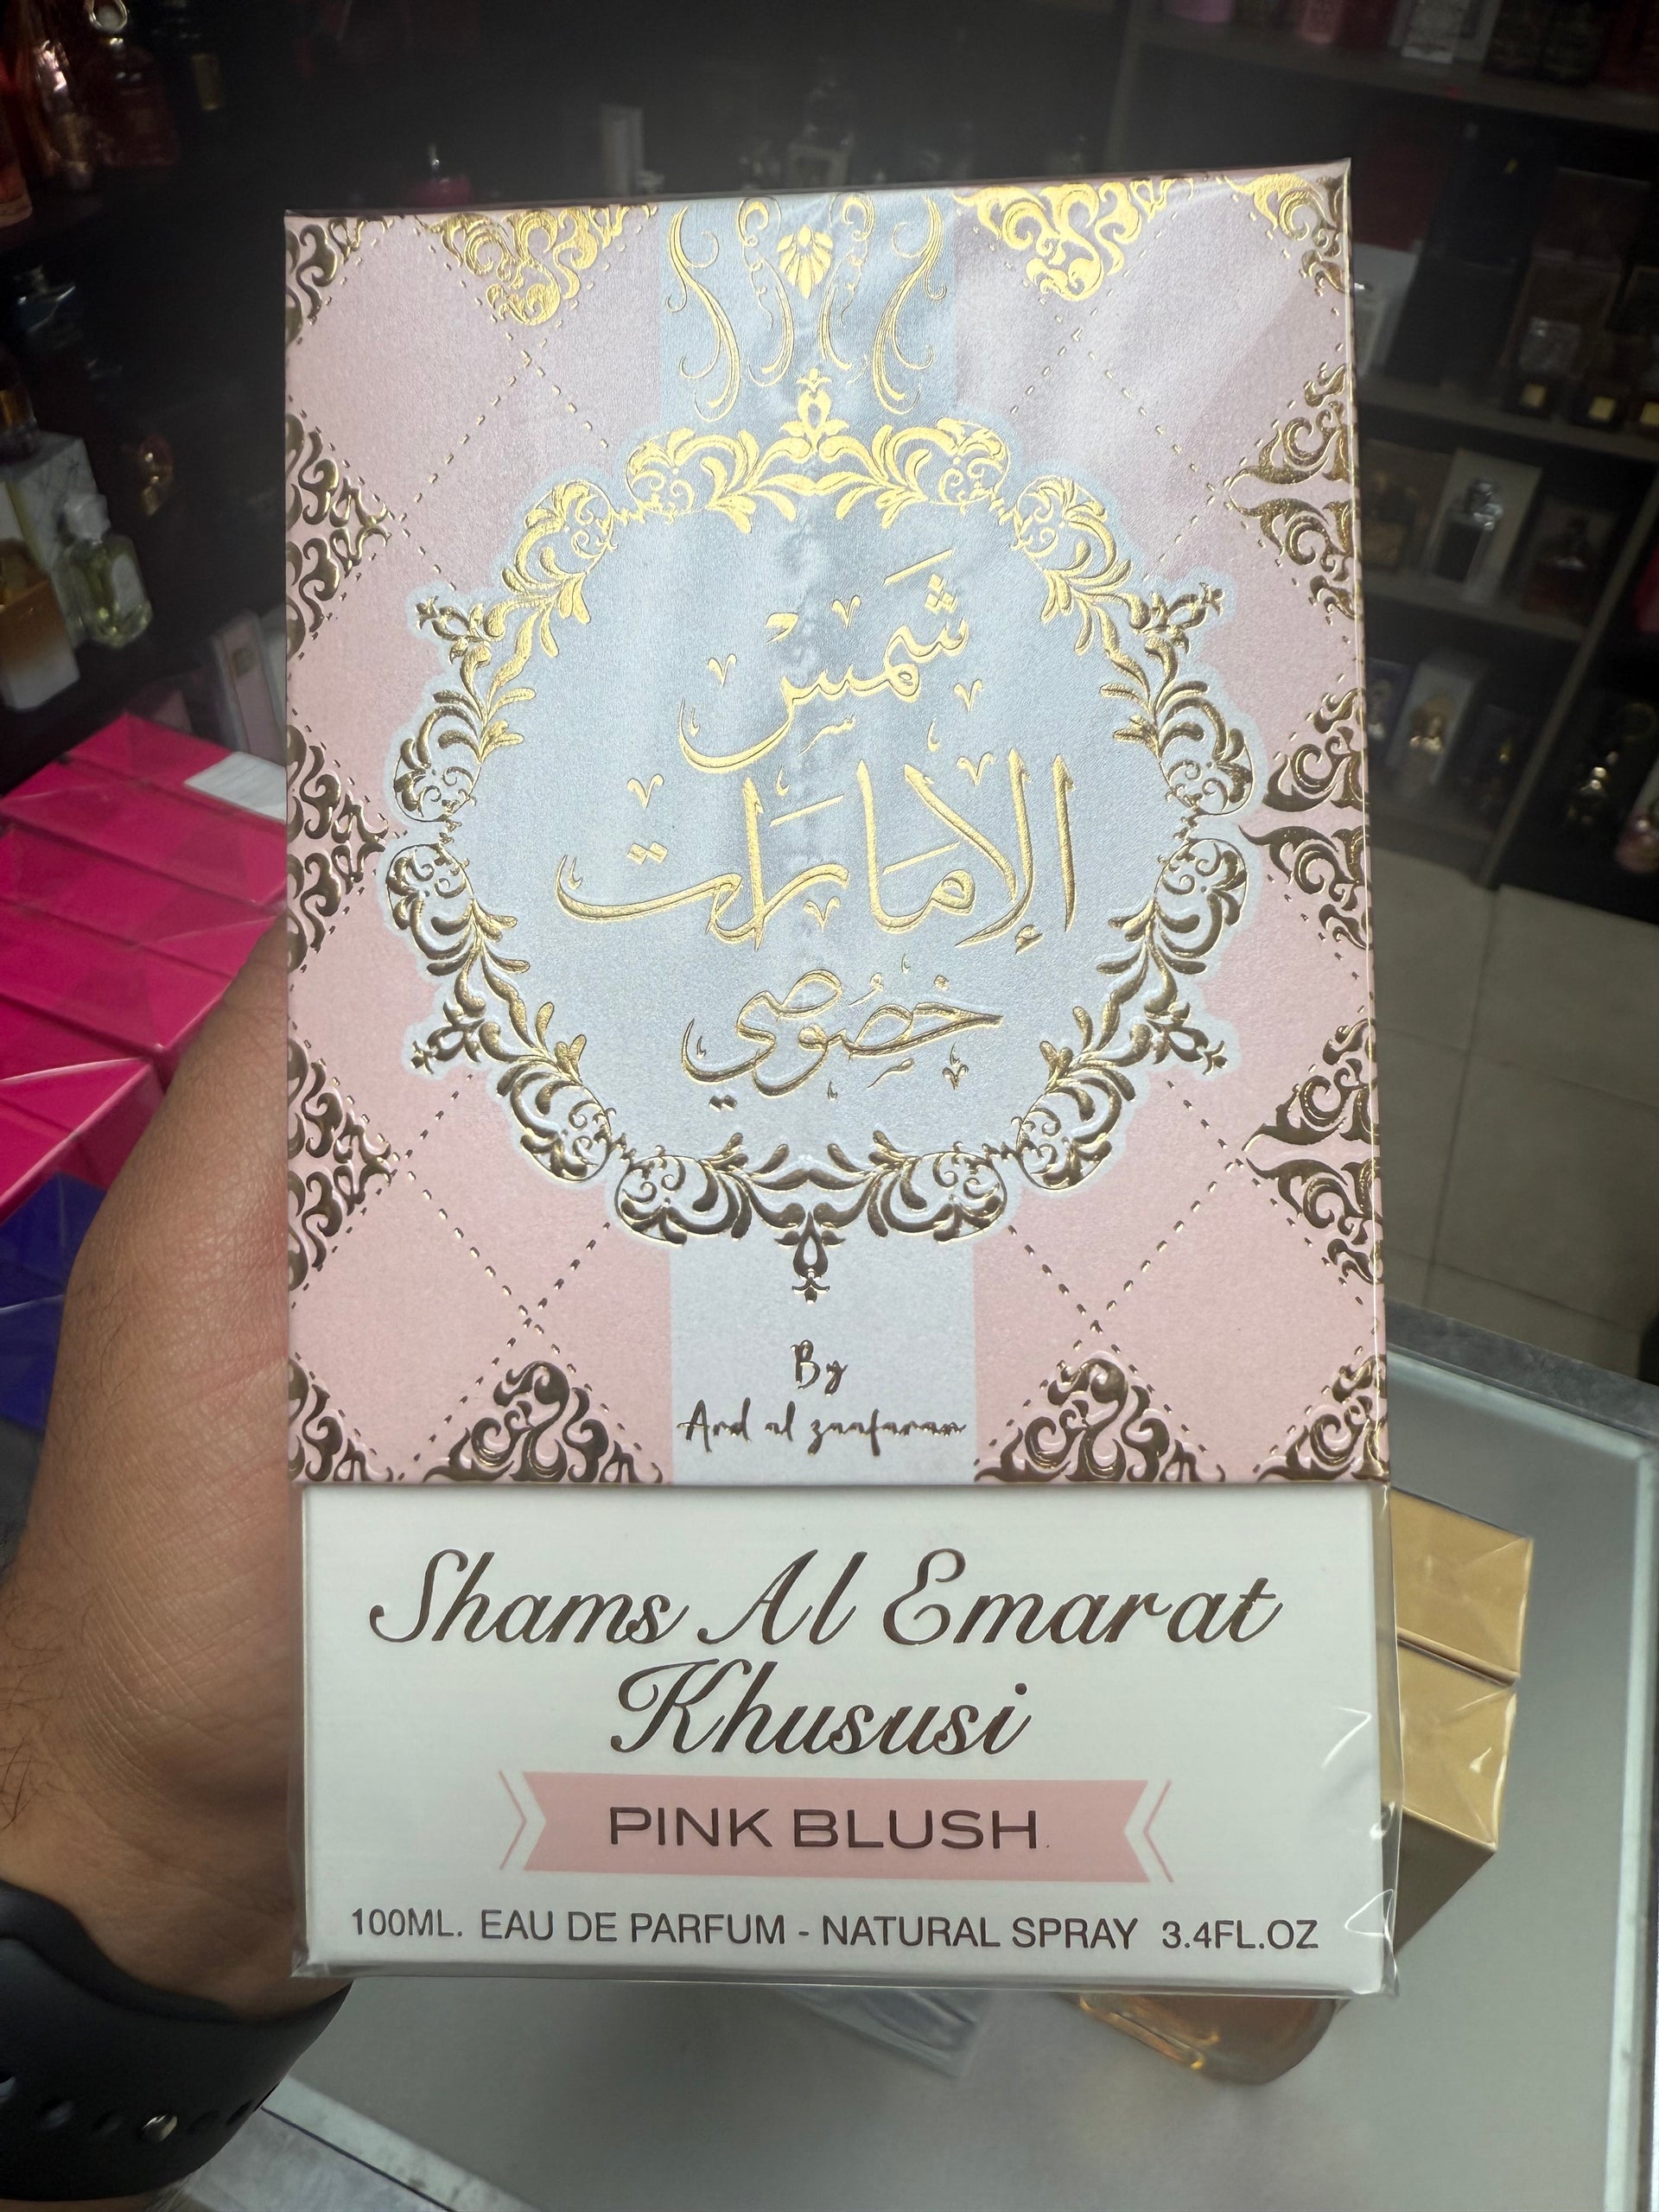 شمس
الإمارات
خصوصي
By
Ard al zaafaran
Shams Al Emarat
Khususi
PINK BLUSH
100ML. EAU DE PARFUM - NATURAL SPRAY 3.4FL.OZ